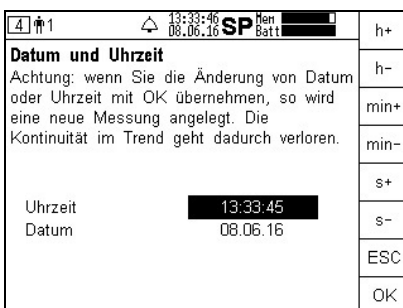 4 1 13:33:46 SP Mem
08.06.16 Batt
Datum und Uhrzeit
Achtung: wenn Sie die Änderung von Datum
oder Uhrzeit mit OK übernehmen, so wird
eine neue Messung angelegt. Die
Kontinuität im Trend geht dadurch verloren.
Uhrzeit 13:33:45
Datum 08.06.16
h+
h-
min+
min-
s+
s-
ESC
OK